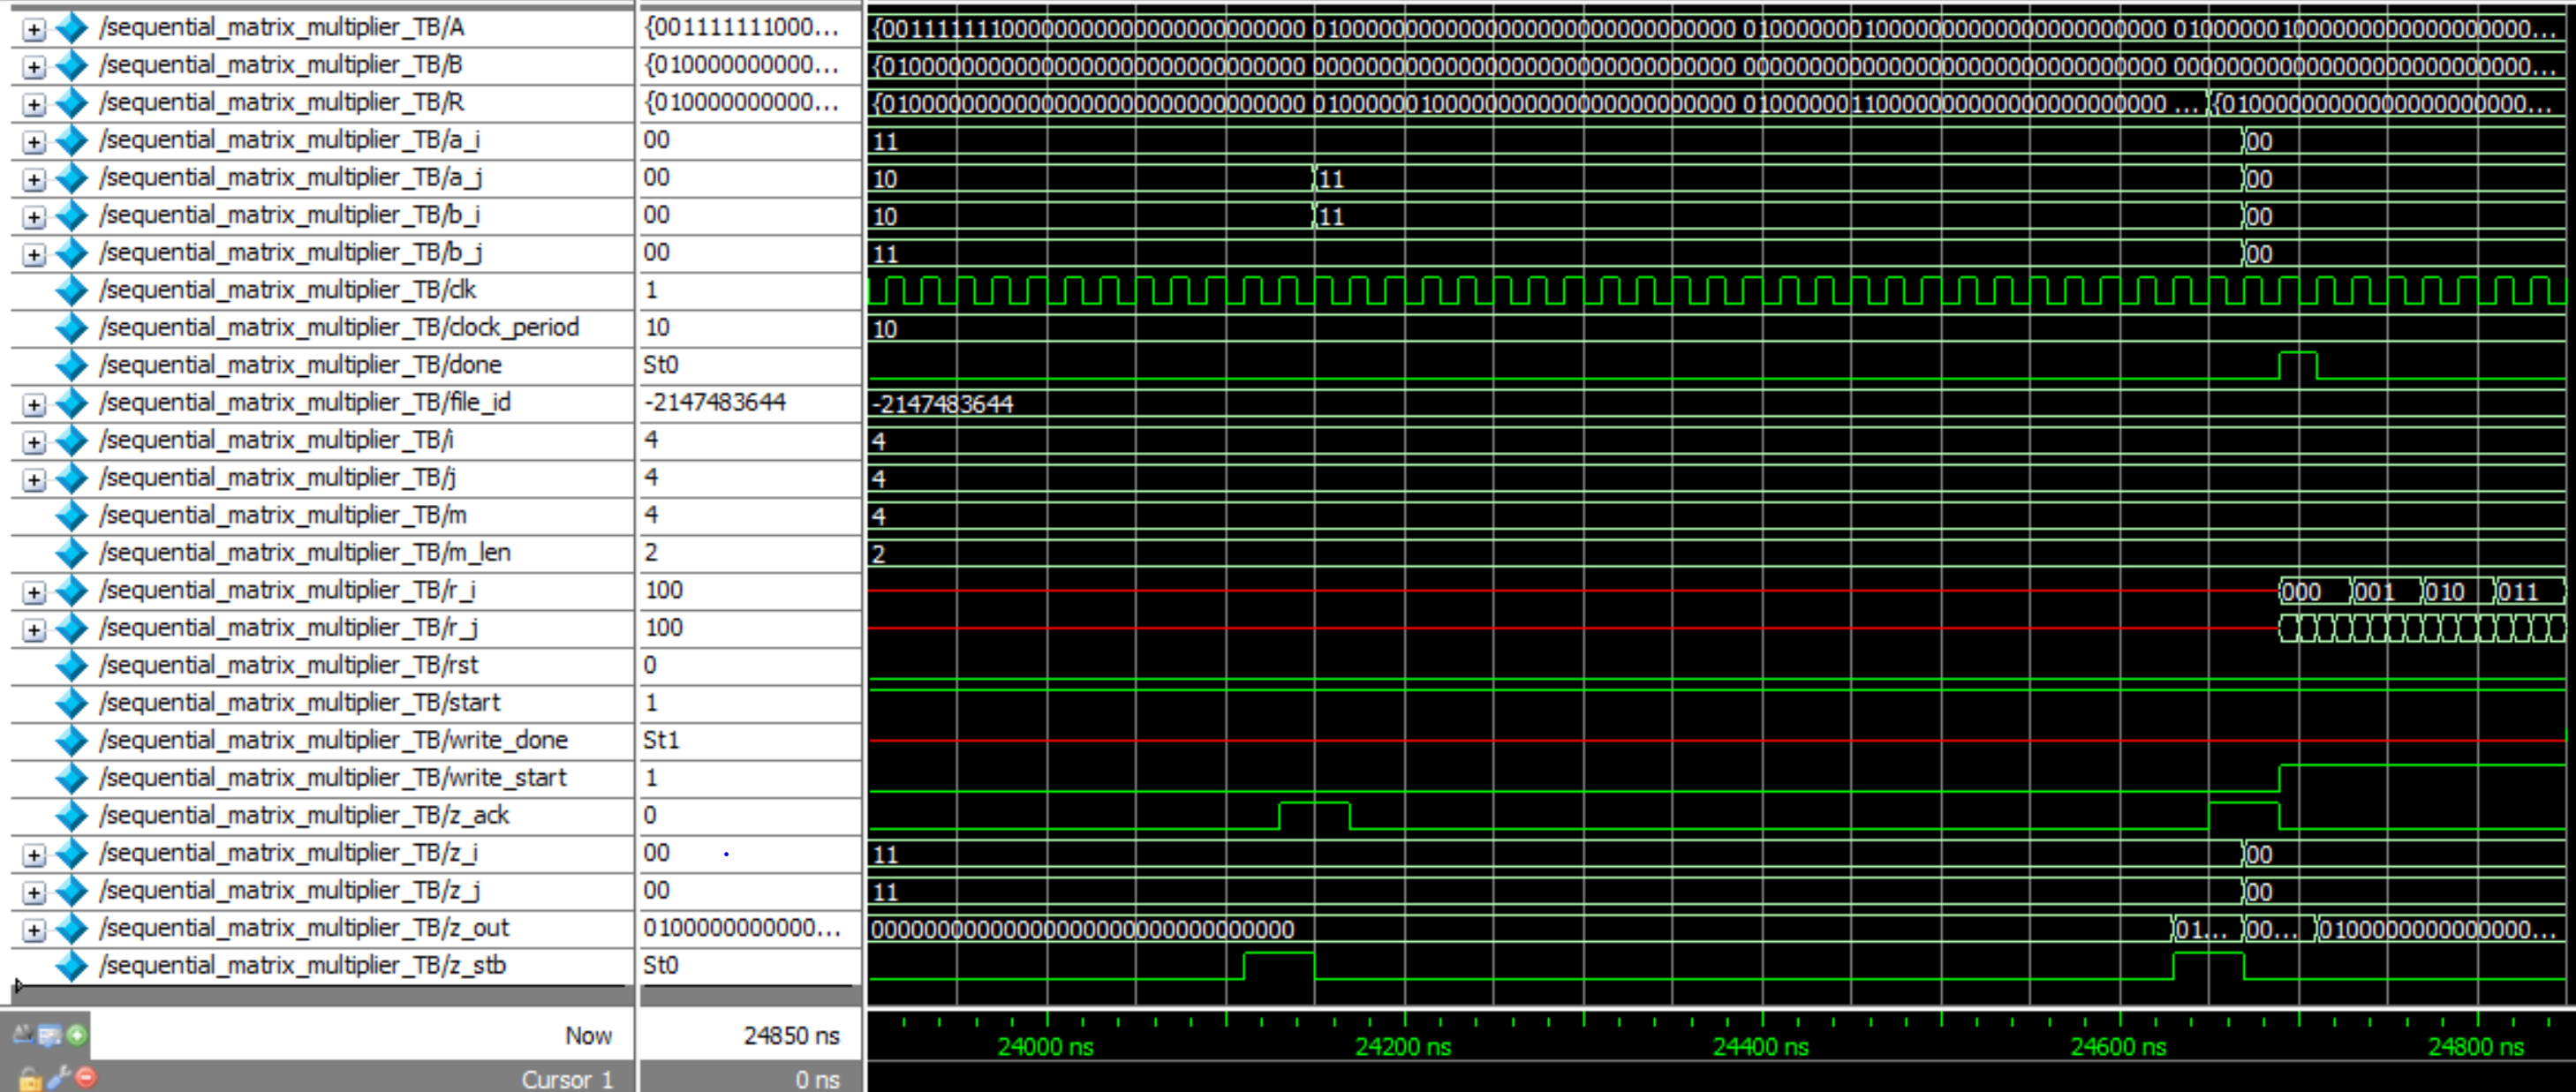 /sequential_matrix_multiplier_TB/A {001111111000... {00111111100000000000000000000000 01000000000000000000000000000000 01000000010000000000000000000000 010000001000000000000000000...
/sequential_matrix_multiplier_TB/B {010000000000... {01000000000000000000000000000000 00000000000000000000000000000000 00000000000000000000000000000000 000000000000000000000000000...
/sequential_matrix_multiplier_TB/R {010000000000... {01000000000000000000000000000000 01000000100000000000000000000000 01000000110000000000000000000000 ... {01000000000000000000000...
/sequential_matrix_multiplier_TB/a_i 00 11 00
/sequential_matrix_multiplier_TB/a_j 00 10 11 00
/sequential_matrix_multiplier_TB/b_i 00 10 11 00
/sequential_matrix_multiplier_TB/b_j 00 11 00
/sequential_matrix_multiplier_TB/clk 1
/sequential_matrix_multiplier_TB/clock_period 10 10
/sequential_matrix_multiplier_TB/done St0
/sequential_matrix_multiplier_TB/file_id -2147483644 -2147483644
/sequential_matrix_multiplier_TB/i 4 4
/sequential_matrix_multiplier_TB/j 4 4
/sequential_matrix_multiplier_TB/m 4 4
/sequential_matrix_multiplier_TB/m_len 2 2
/sequential_matrix_multiplier_TB/r_i 100 000 001 010 011
/sequential_matrix_multiplier_TB/r_j 100
/sequential_matrix_multiplier_TB/rst 0
/sequential_matrix_multiplier_TB/start 1
/sequential_matrix_multiplier_TB/write_done St1
/sequential_matrix_multiplier_TB/write_start 1
/sequential_matrix_multiplier_TB/z_ack 0
/sequential_matrix_multiplier_TB/z_i 00 11 00
/sequential_matrix_multiplier_TB/z_j 00 11 00
/sequential_matrix_multiplier_TB/z_out 0100000000000... 00000000000000000000000000000000 01... 00... 0100000000000000...
/sequential_matrix_multiplier_TB/z_stb St0
Now 24850 ns 24000 ns 24200 ns 24400 ns 24600 ns 24800 ns
Cursor 1 0 ns